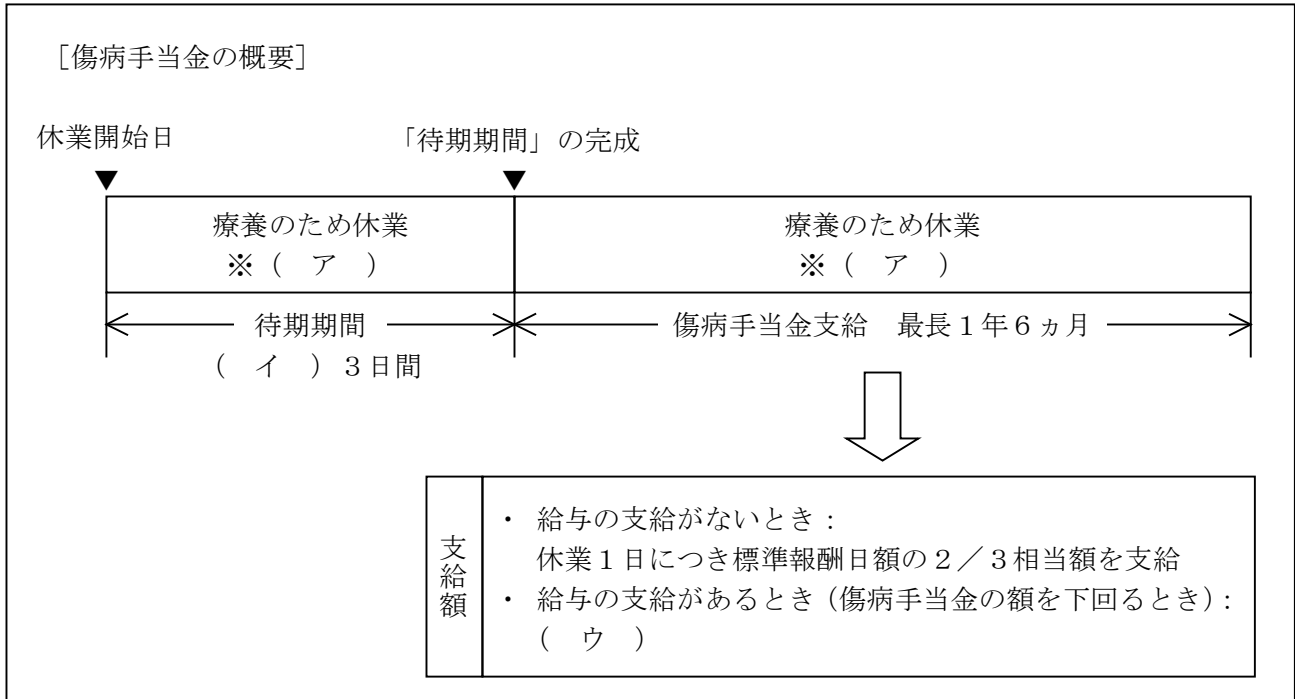 ［傷病手当金の概要］
休業開始日
「待期期間」の完成
▼
▼
療養のため休業
※（　ア　）
療養のため休業
※（　ア　）
待期期間
（　イ　）３日間
傷病手当金支給　最長１年６ヵ月
支給額
・ 給与の支給がないとき：
休業１日につき標準報酬日額の２／３相当額を支給
・ 給与の支給があるとき（傷病手当金の額を下回るとき）：
（　ウ　）